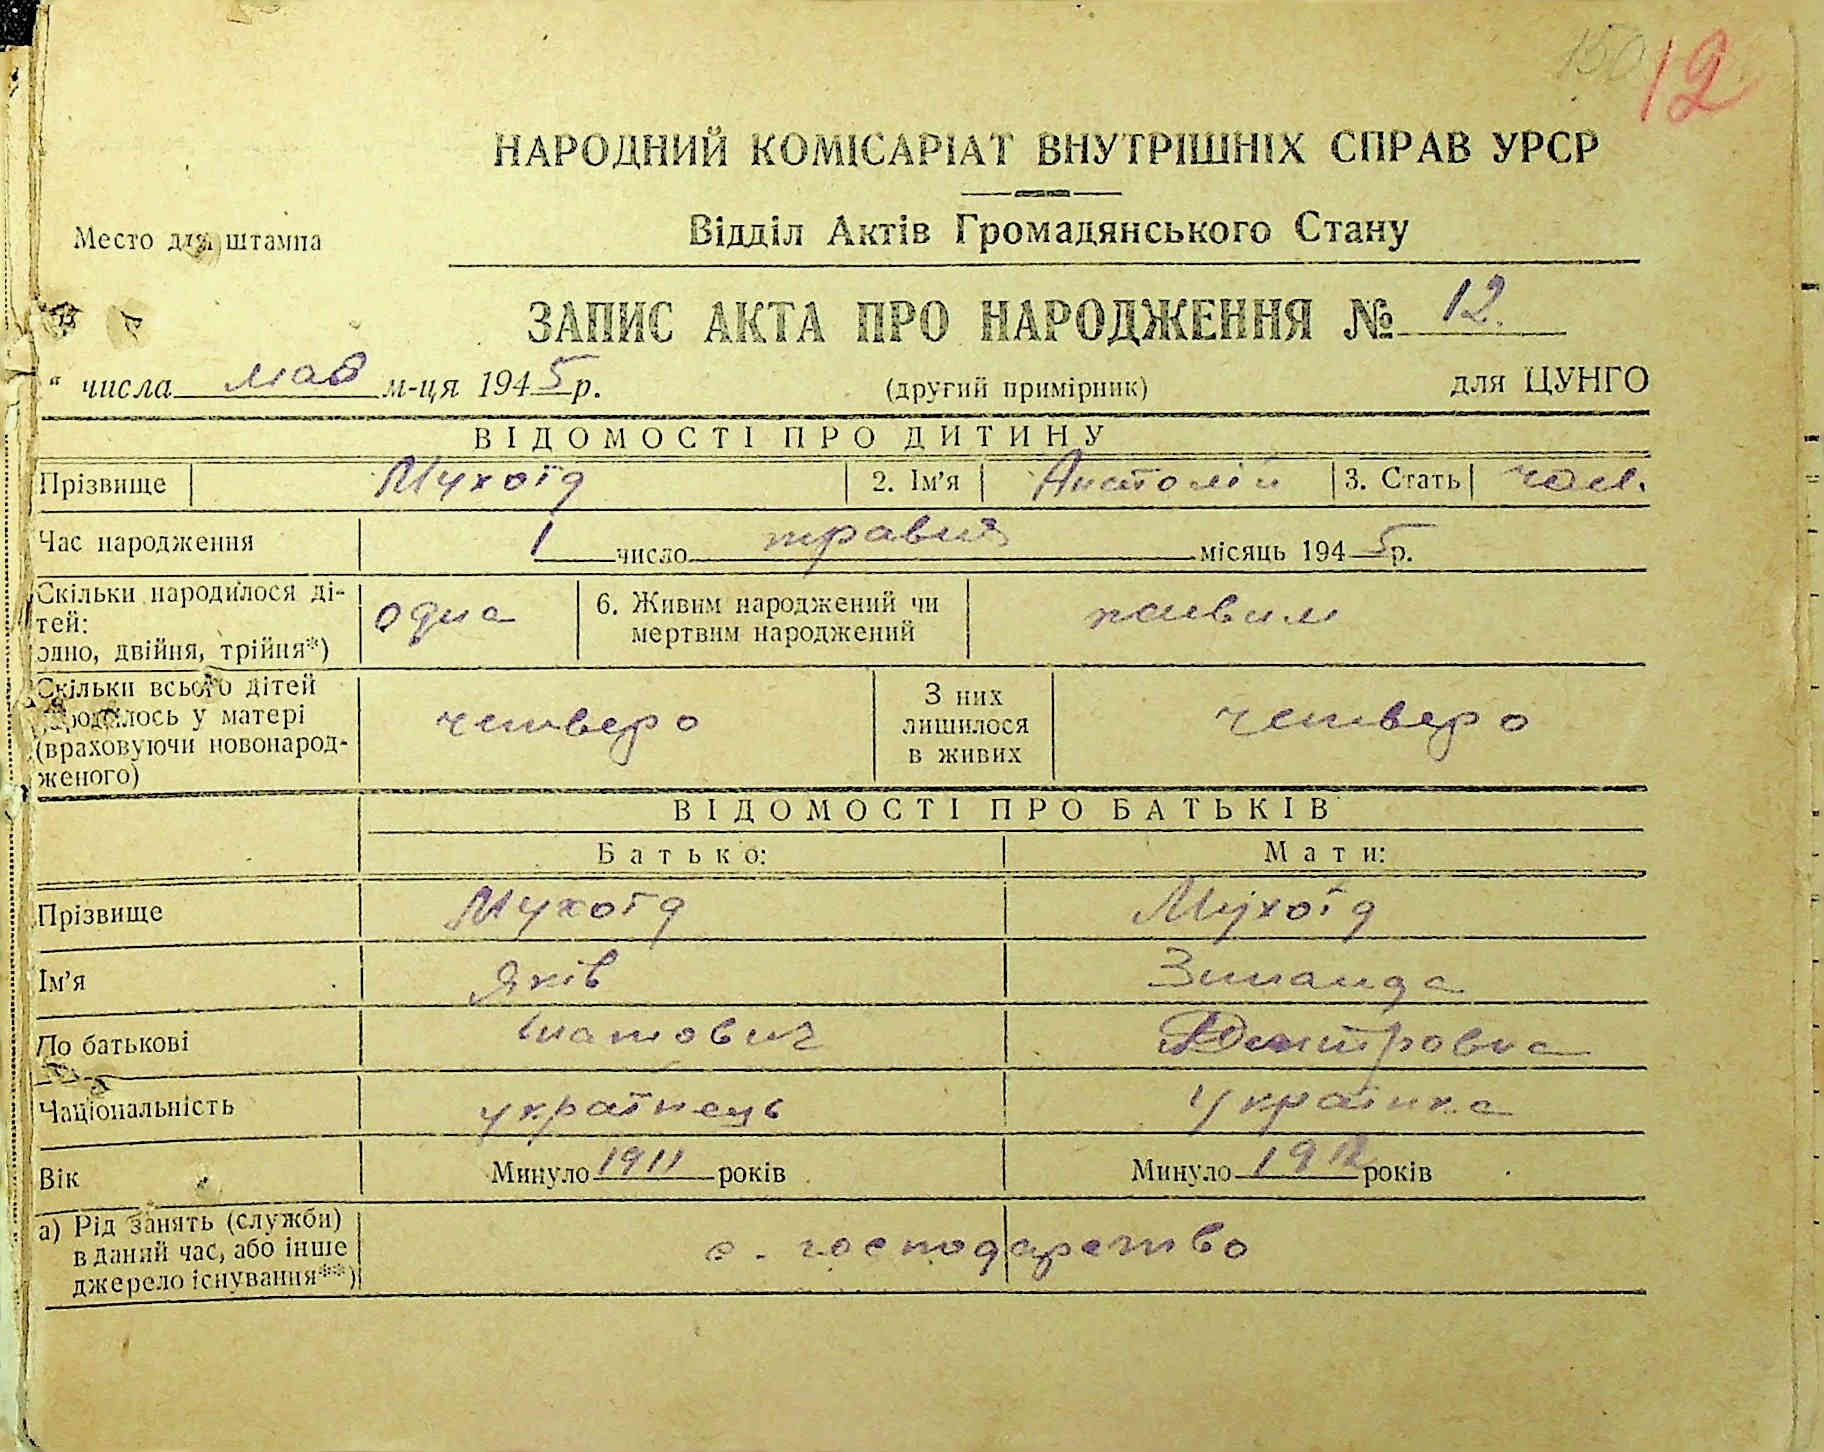 150 12
НАРОДНИЙ КОМІСАРІАТ ВНУТРІШНІХ СПРАВ УРСР
Место для штампа
Відділ Актів Громадянського Стану
ЗАПИС АКТА ПРО НАРОДЖЕННЯ № 12.
" числа мая м-ця 1945 р. (другий примірник) для ЦУНГО
ВІДОМОСТІ ПРО ДИТИНУ
Прізвище Мухоїд 2. Ім'я Анатолій 3. Стать чол.
Час народження 1 число травня місяць 1945 р.
Скільки народилося ді-
тей:
одно, двійня, трійня*) одна 6. Живим народжений чи
мертвим народжений живим
Скільки всього дітей
народилось у матері
(враховуючи новонарод-
женого) четверо З них
лишилося
в живих четверо
ВІДОМОСТІ ПРО БАТЬКІВ
Батько: Мати:
Прізвище Мухоїд Мухоїд
Ім'я Яків Зинаида
По батькові Дмитровна
Національність українець українка
Вік Минуло 1911 років Минуло 1912 років
а) Рід занять (служби)
в даний час, або інше
джерело існування**) с. господарство